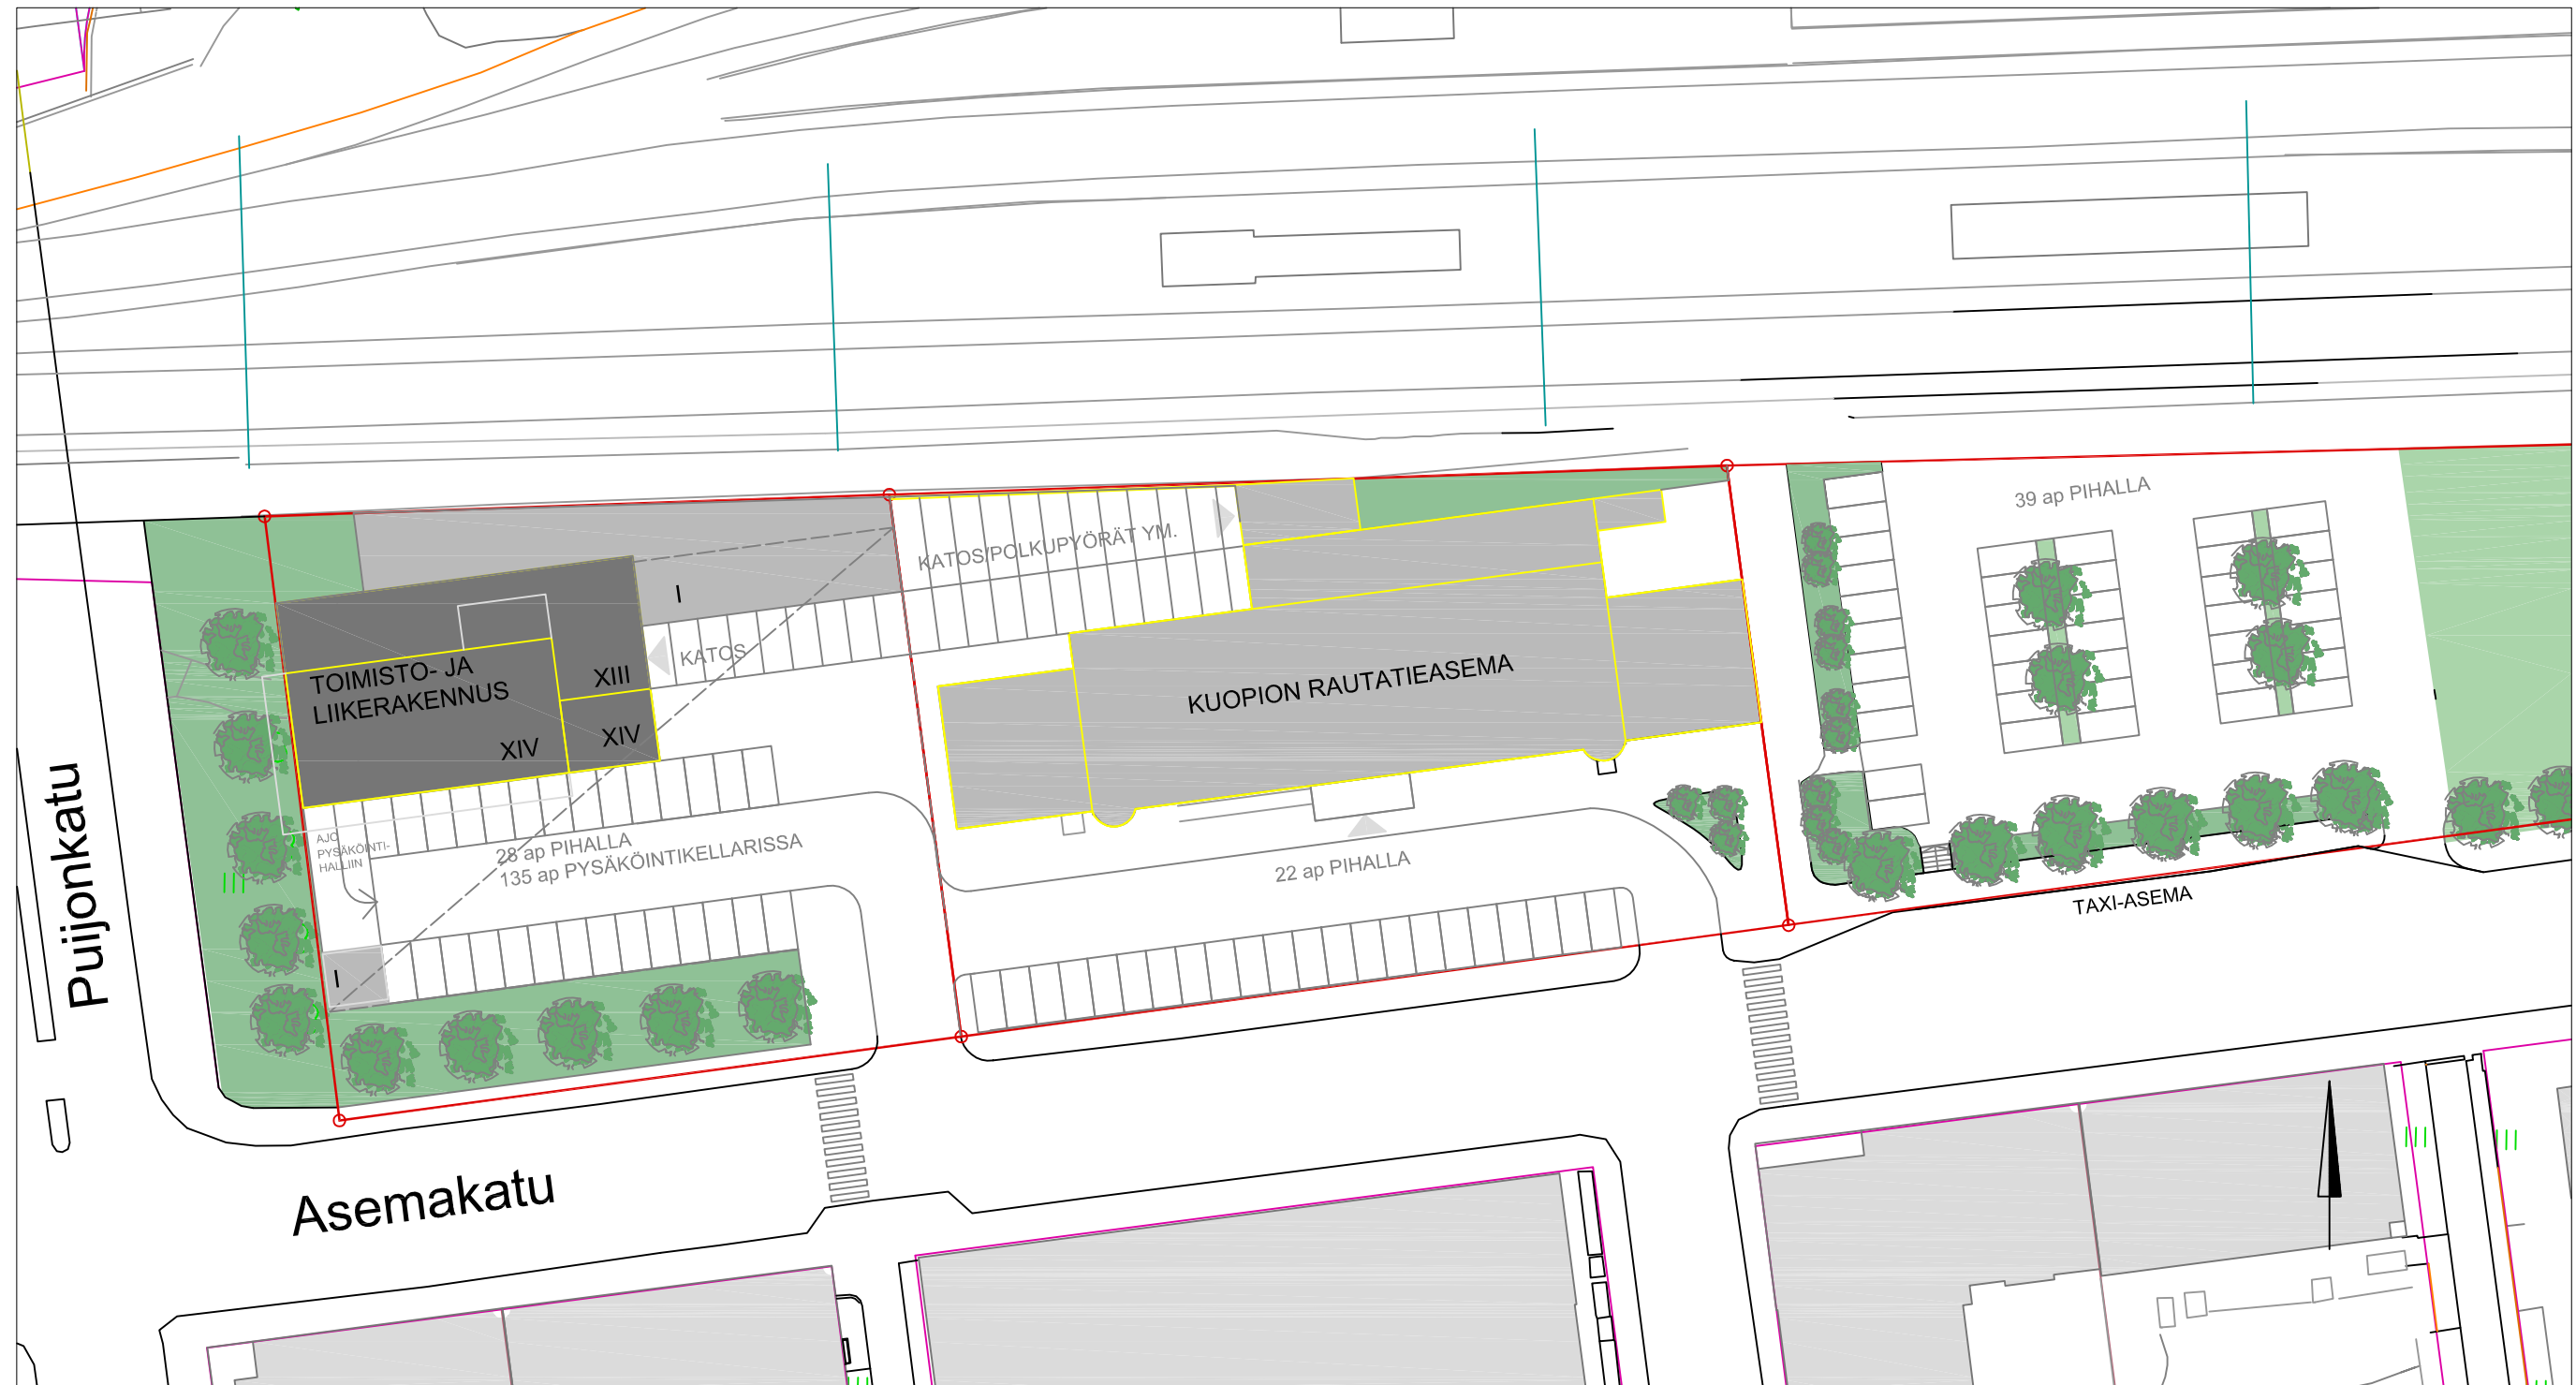 39 ap PIHALLA
KATOS/POLKUPYÖRÄT YM.
I
KATOS
TOIMISTO- JA
LIIKERAKENNUS
XIII
XIV
XIV
KUOPION RAUTATIEASEMA
Puijonkatu
AJO
PYSÄKÖINTI-
HALLIIN
28 ap PIHALLA
135 ap PYSÄKÖINTIKELLARISSA
22 ap PIHALLA
TAXI-ASEMA
I
Asemakatu